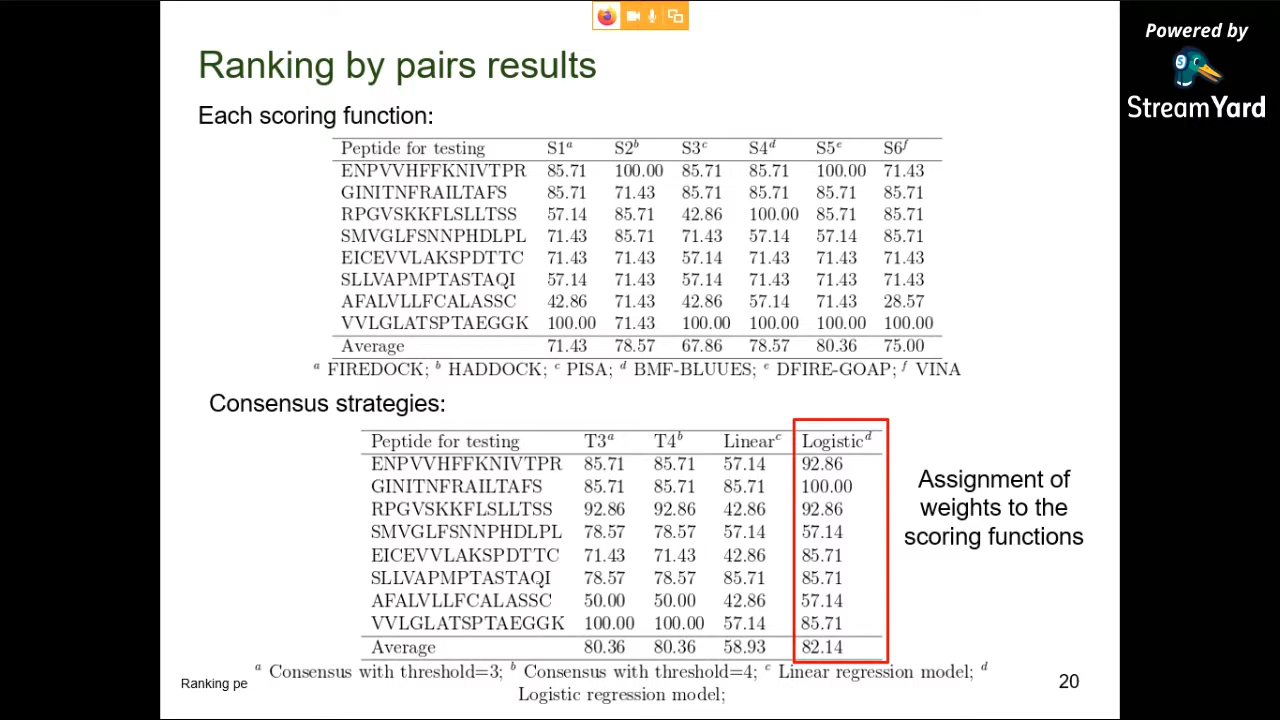 Powered by
StreamYard
Ranking by pairs results
Each scoring function:
Peptide for testing S1a S2b S3c S4d S5e S6f
ENPVVHFFKNIVTPR 85.71 100.00 85.71 85.71 100.00 71.43
GINITNFRAILTAFS 85.71 71.43 85.71 85.71 85.71 85.71
RPGVSKKFLSLLTSS 57.14 85.71 42.86 100.00 85.71 85.71
SMVGLFSNNPHDLPL 71.43 85.71 71.43 57.14 57.14 85.71
EICEVVLAKSPDTTC 71.43 71.43 57.14 71.43 71.43 71.43
SLLVAPMPTASTAQI 57.14 71.43 57.14 71.43 71.43 71.43
AFALVLLFCALASSC 42.86 71.43 42.86 57.14 71.43 28.57
VVLGLATSPTAEGGK 100.00 71.43 100.00 100.00 100.00 100.00
Average 71.43 78.57 67.86 78.57 80.36 75.00
a FIREDOCK; b HADDOCK; c PISA; d BMF-BLUUES; e DFIRE-GOAP; f VINA
Consensus strategies:
Peptide for testing T3a T4b Linearc Logisticd
ENPVVHFFKNIVTPR 85.71 85.71 57.14 92.86
GINITNFRAILTAFS 85.71 85.71 85.71 100.00
RPGVSKKFLSLLTSS 92.86 92.86 42.86 92.86
SMVGLFSNNPHDLPL 78.57 78.57 57.14 57.14
EICEVVLAKSPDTTC 71.43 71.43 42.86 85.71
SLLVAPMPTASTAQI 78.57 78.57 85.71 85.71
AFALVLLFCALASSC 50.00 50.00 42.86 57.14
VVLGLATSPTAEGGK 100.00 100.00 57.14 85.71
Average 80.36 80.36 58.93 82.14
a Consensus with threshold=3; b Consensus with threshold=4; c Linear regression model; d
Logistic regression model;
Assignment of
weights to the
scoring functions
Ranking pe
20